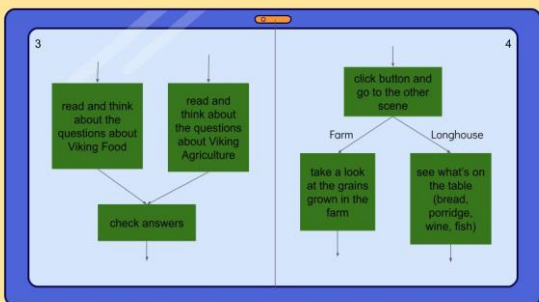 3
read and think
about the
questions about
Viking Food
read and
think about
the questions
about Viking
Agriculture
check answers
4
click button and
go to the other
scene
Farm
Longhouse
take a look
at the grains
grown in the
farm
see what's on
the table
(bread,
porridge,
wine, fish)